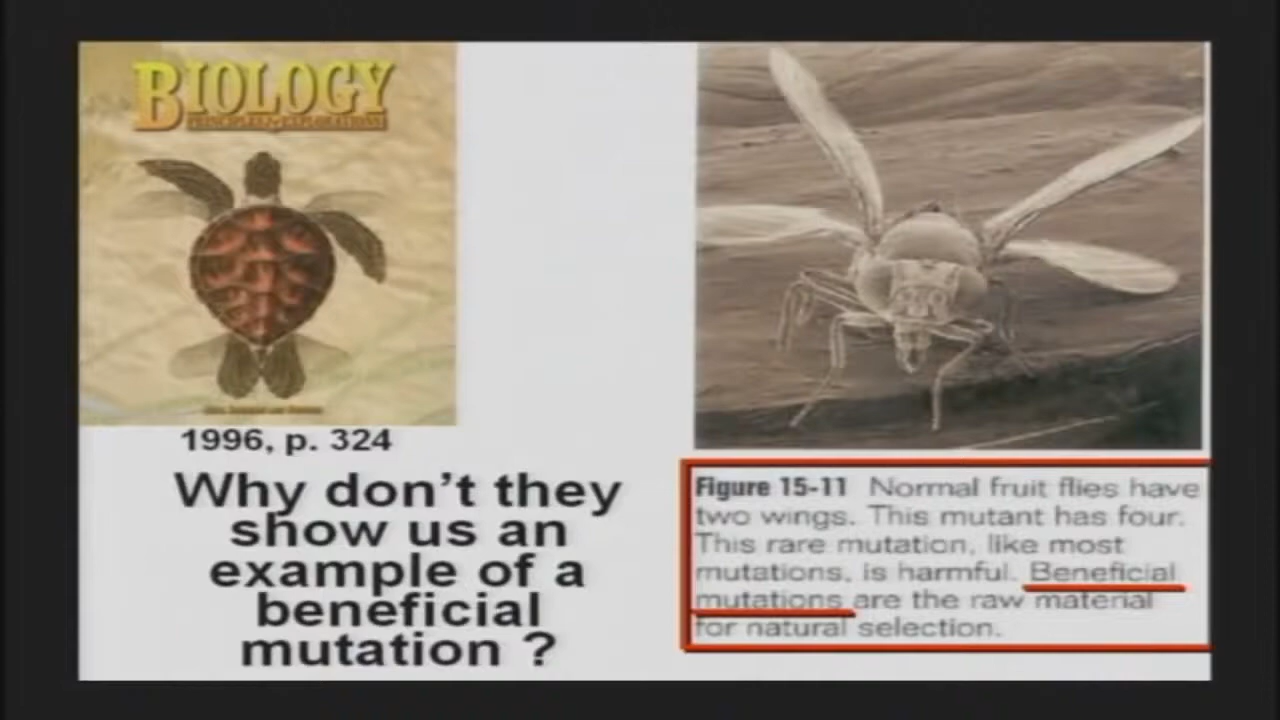 BIOLOGY
PRINCIPLES & EXPLORATIONS
1996, p. 324
Why don't they
show us an
example of a
beneficial
mutation ?
Figure 15-11 Normal fruit flies have
two wings. This mutant has four.
This rare mutation, like most
mutations, is harmful. Beneficial
mutations are the raw material
for natural selection.